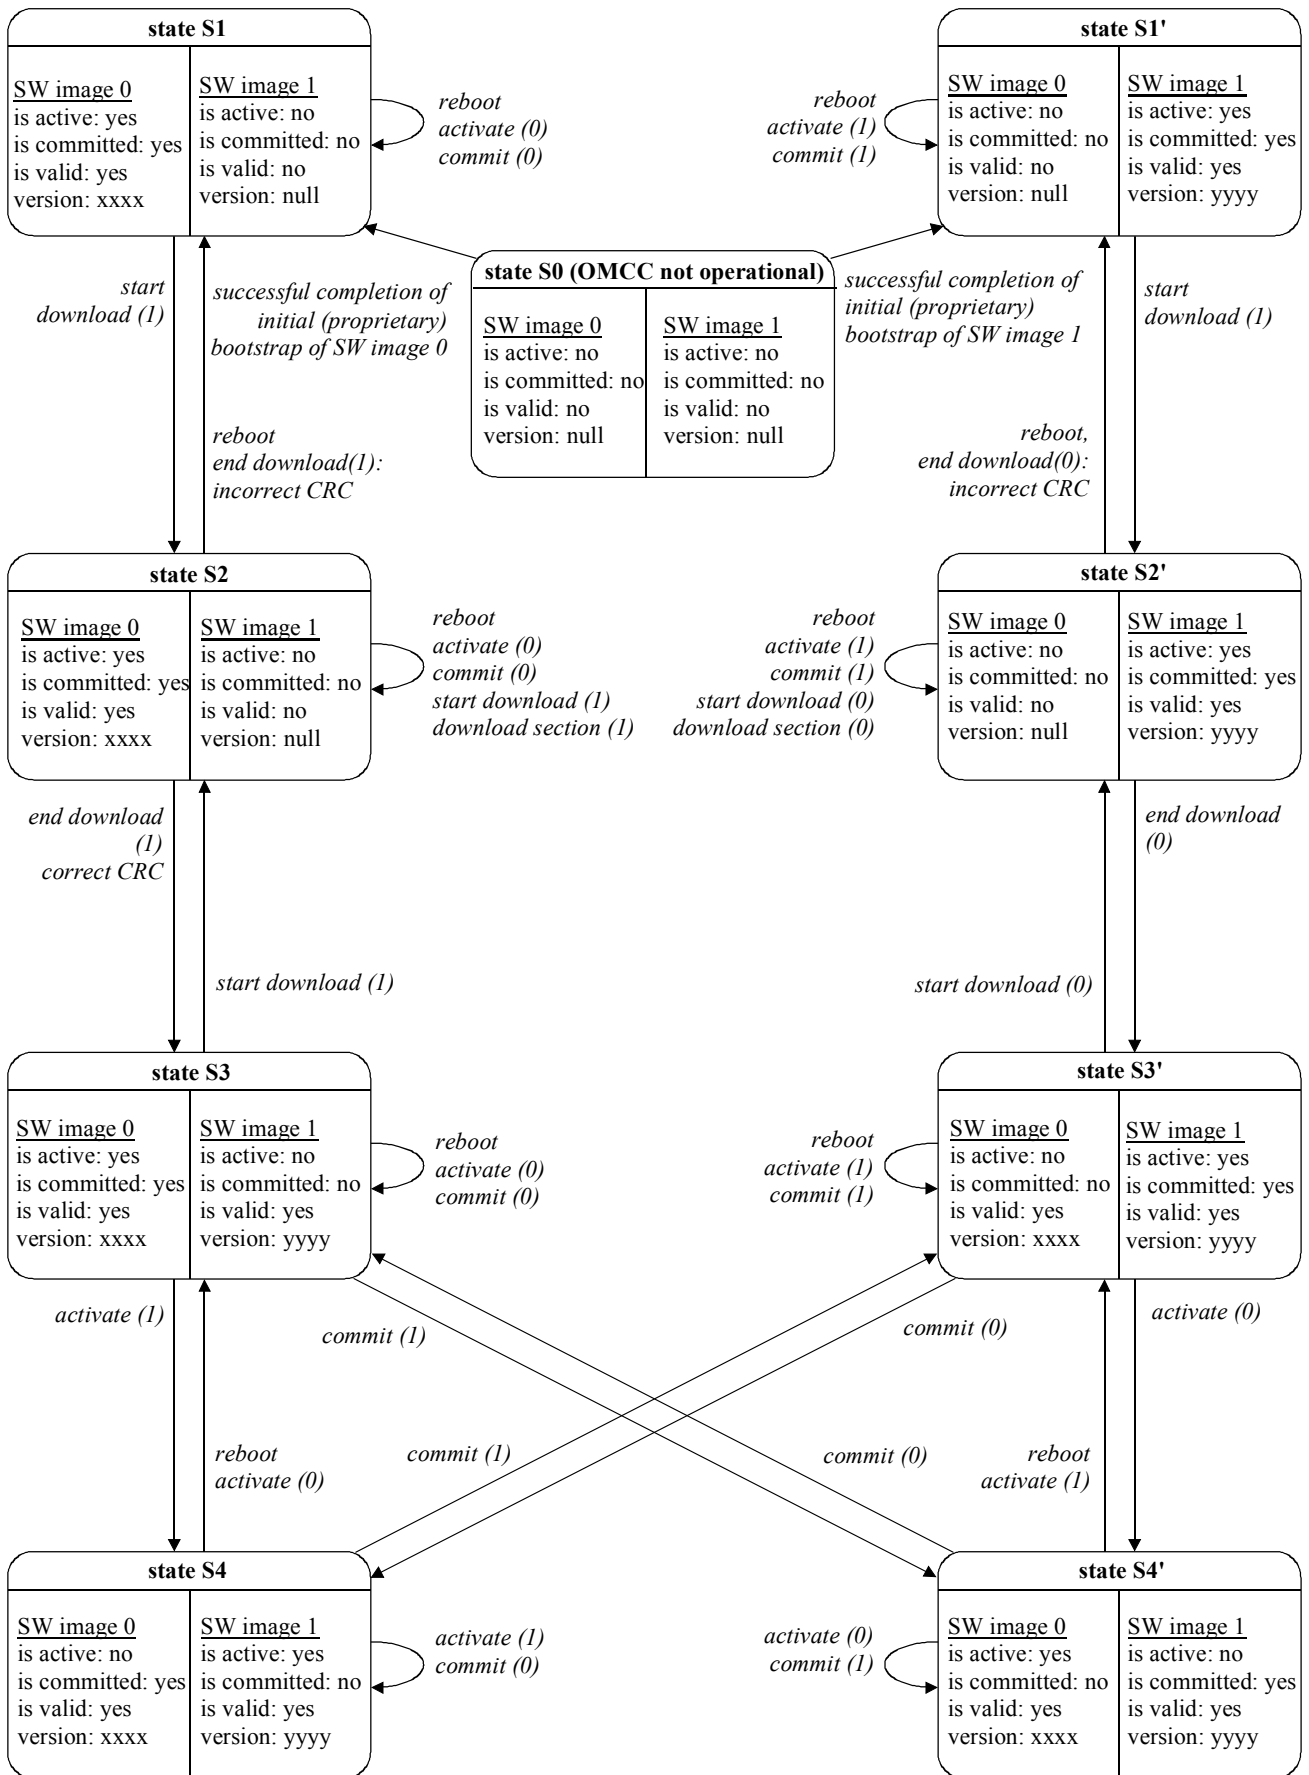 state S1
SW image 0
is active: yes
is committed: yes
is valid: yes
version: xxxx
SW image 1
is active: no
is committed: no
is valid: no
version: null
reboot
activate (0)
commit (0)
state S1'
SW image 0
is active: no
is committed: no
is valid: no
version: null
SW image 1
is active: yes
is committed: yes
is valid: yes
version: yyyy
reboot
activate (1)
commit (1)
state S0 (OMCC not operational)
SW image 0
is active: no
is committed: no
is valid: no
version: null
SW image 1
is active: no
is committed: no
is valid: no
version: null
start
download (1)
successful completion of
initial (proprietary)
bootstrap of SW image 0
successful completion of
initial (proprietary)
bootstrap of SW image 1
start
download (1)
reboot
end download(1):
incorrect CRC
reboot,
end download(0):
incorrect CRC
state S2
SW image 0
is active: yes
is committed: yes
is valid: yes
version: xxxx
SW image 1
is active: no
is committed: no
is valid: no
version: null
reboot
activate (0)
commit (0)
start download (1)
download section (1)
state S2'
SW image 0
is active: no
is committed: no
is valid: no
version: null
SW image 1
is active: yes
is committed: yes
is valid: yes
version: yyyy
reboot
activate (1)
commit (1)
start download (0)
download section (0)
end download
(1)
correct CRC
end download
(0)
start download (1)
start download (0)
state S3
SW image 0
is active: yes
is committed: yes
is valid: yes
version: xxxx
SW image 1
is active: no
is committed: no
is valid: yes
version: yyyy
reboot
activate (0)
commit (0)
state S3'
SW image 0
is active: no
is committed: no
is valid: yes
version: xxxx
SW image 1
is active: yes
is committed: yes
is valid: yes
version: yyyy
reboot
activate (1)
commit (1)
activate (1)
commit (1)
commit (0)
activate (0)
reboot
activate (0)
commit (1)
commit (0)
reboot
activate (1)
state S4
SW image 0
is active: no
is committed: yes
is valid: yes
version: xxxx
SW image 1
is active: yes
is committed: no
is valid: yes
version: yyyy
activate (1)
commit (0)
state S4'
SW image 0
is active: yes
is committed: no
is valid: yes
version: xxxx
SW image 1
is active: no
is committed: yes
is valid: yes
version: yyyy
activate (0)
commit (1)